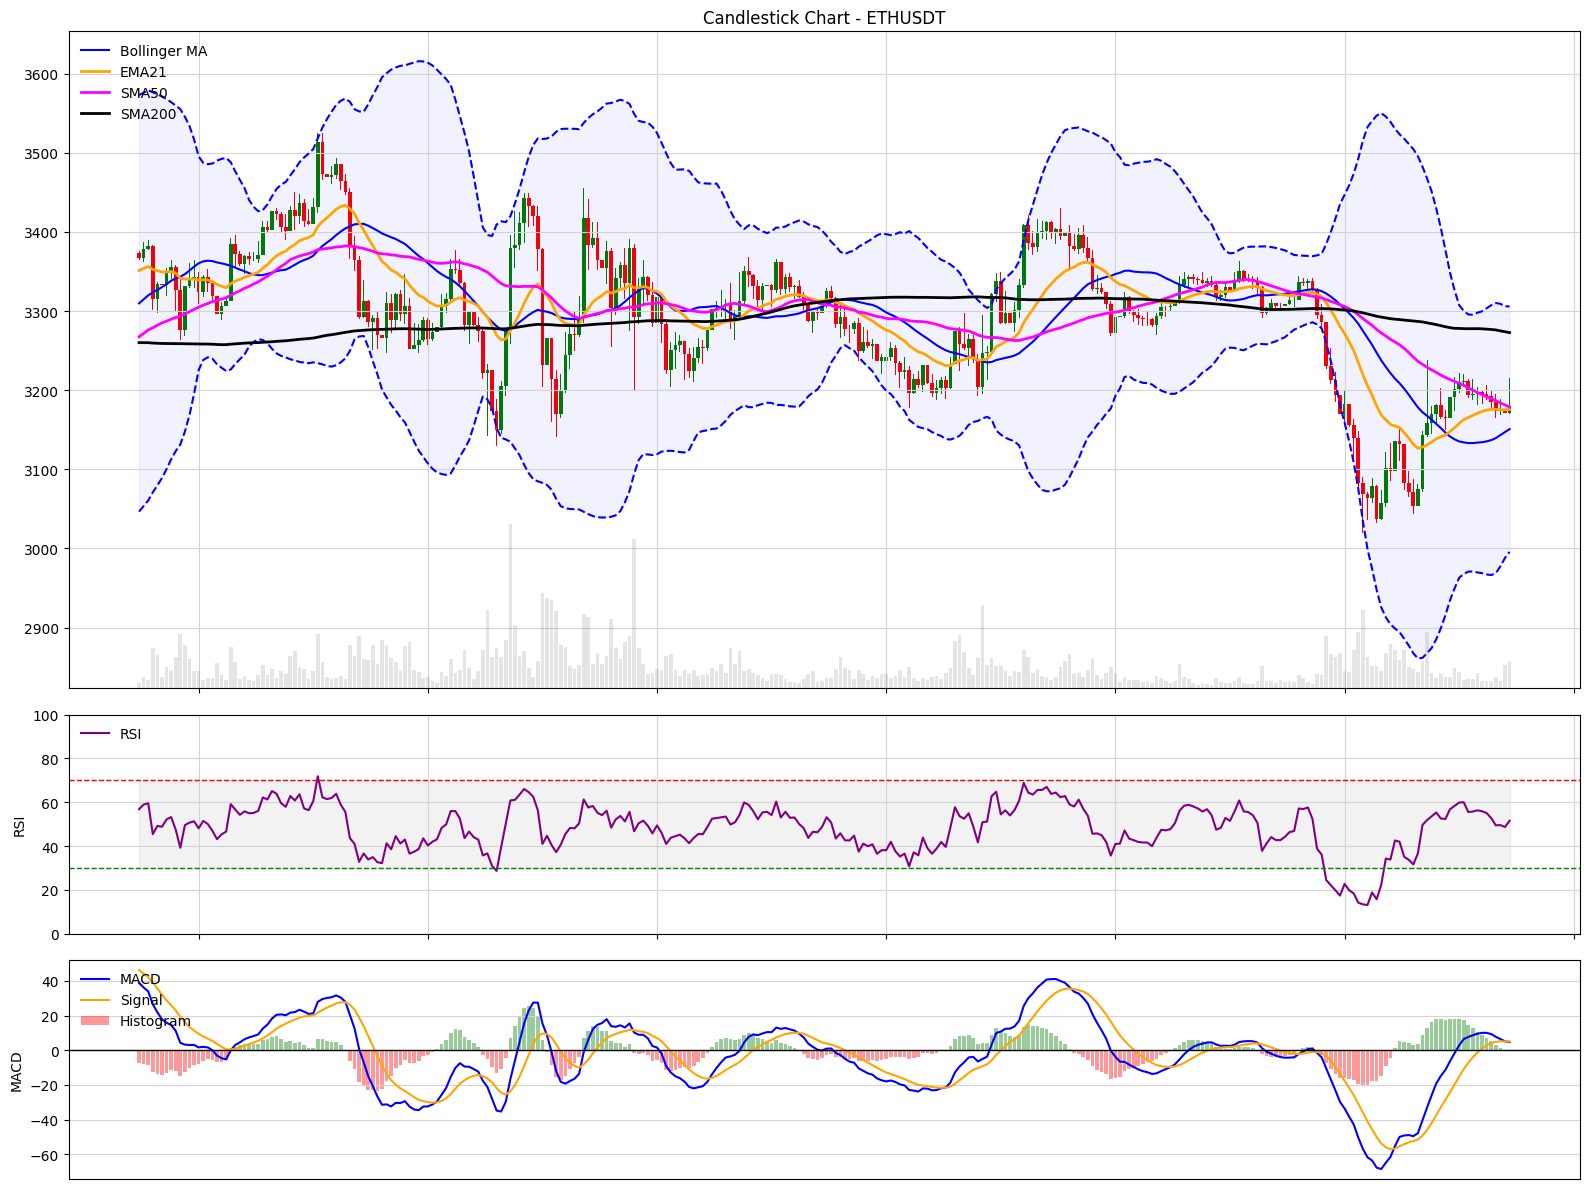 Candlestick Chart - ETHUSDT
Bollinger MA
EMA21
SMA50
SMA200
3600
3500
3400
3300
3200
3100
3000
2900
RSI
RSI
100
80
60
40
20
0
MACD
Signal
Histogram
MACD
40
20
0
−20
−40
−60